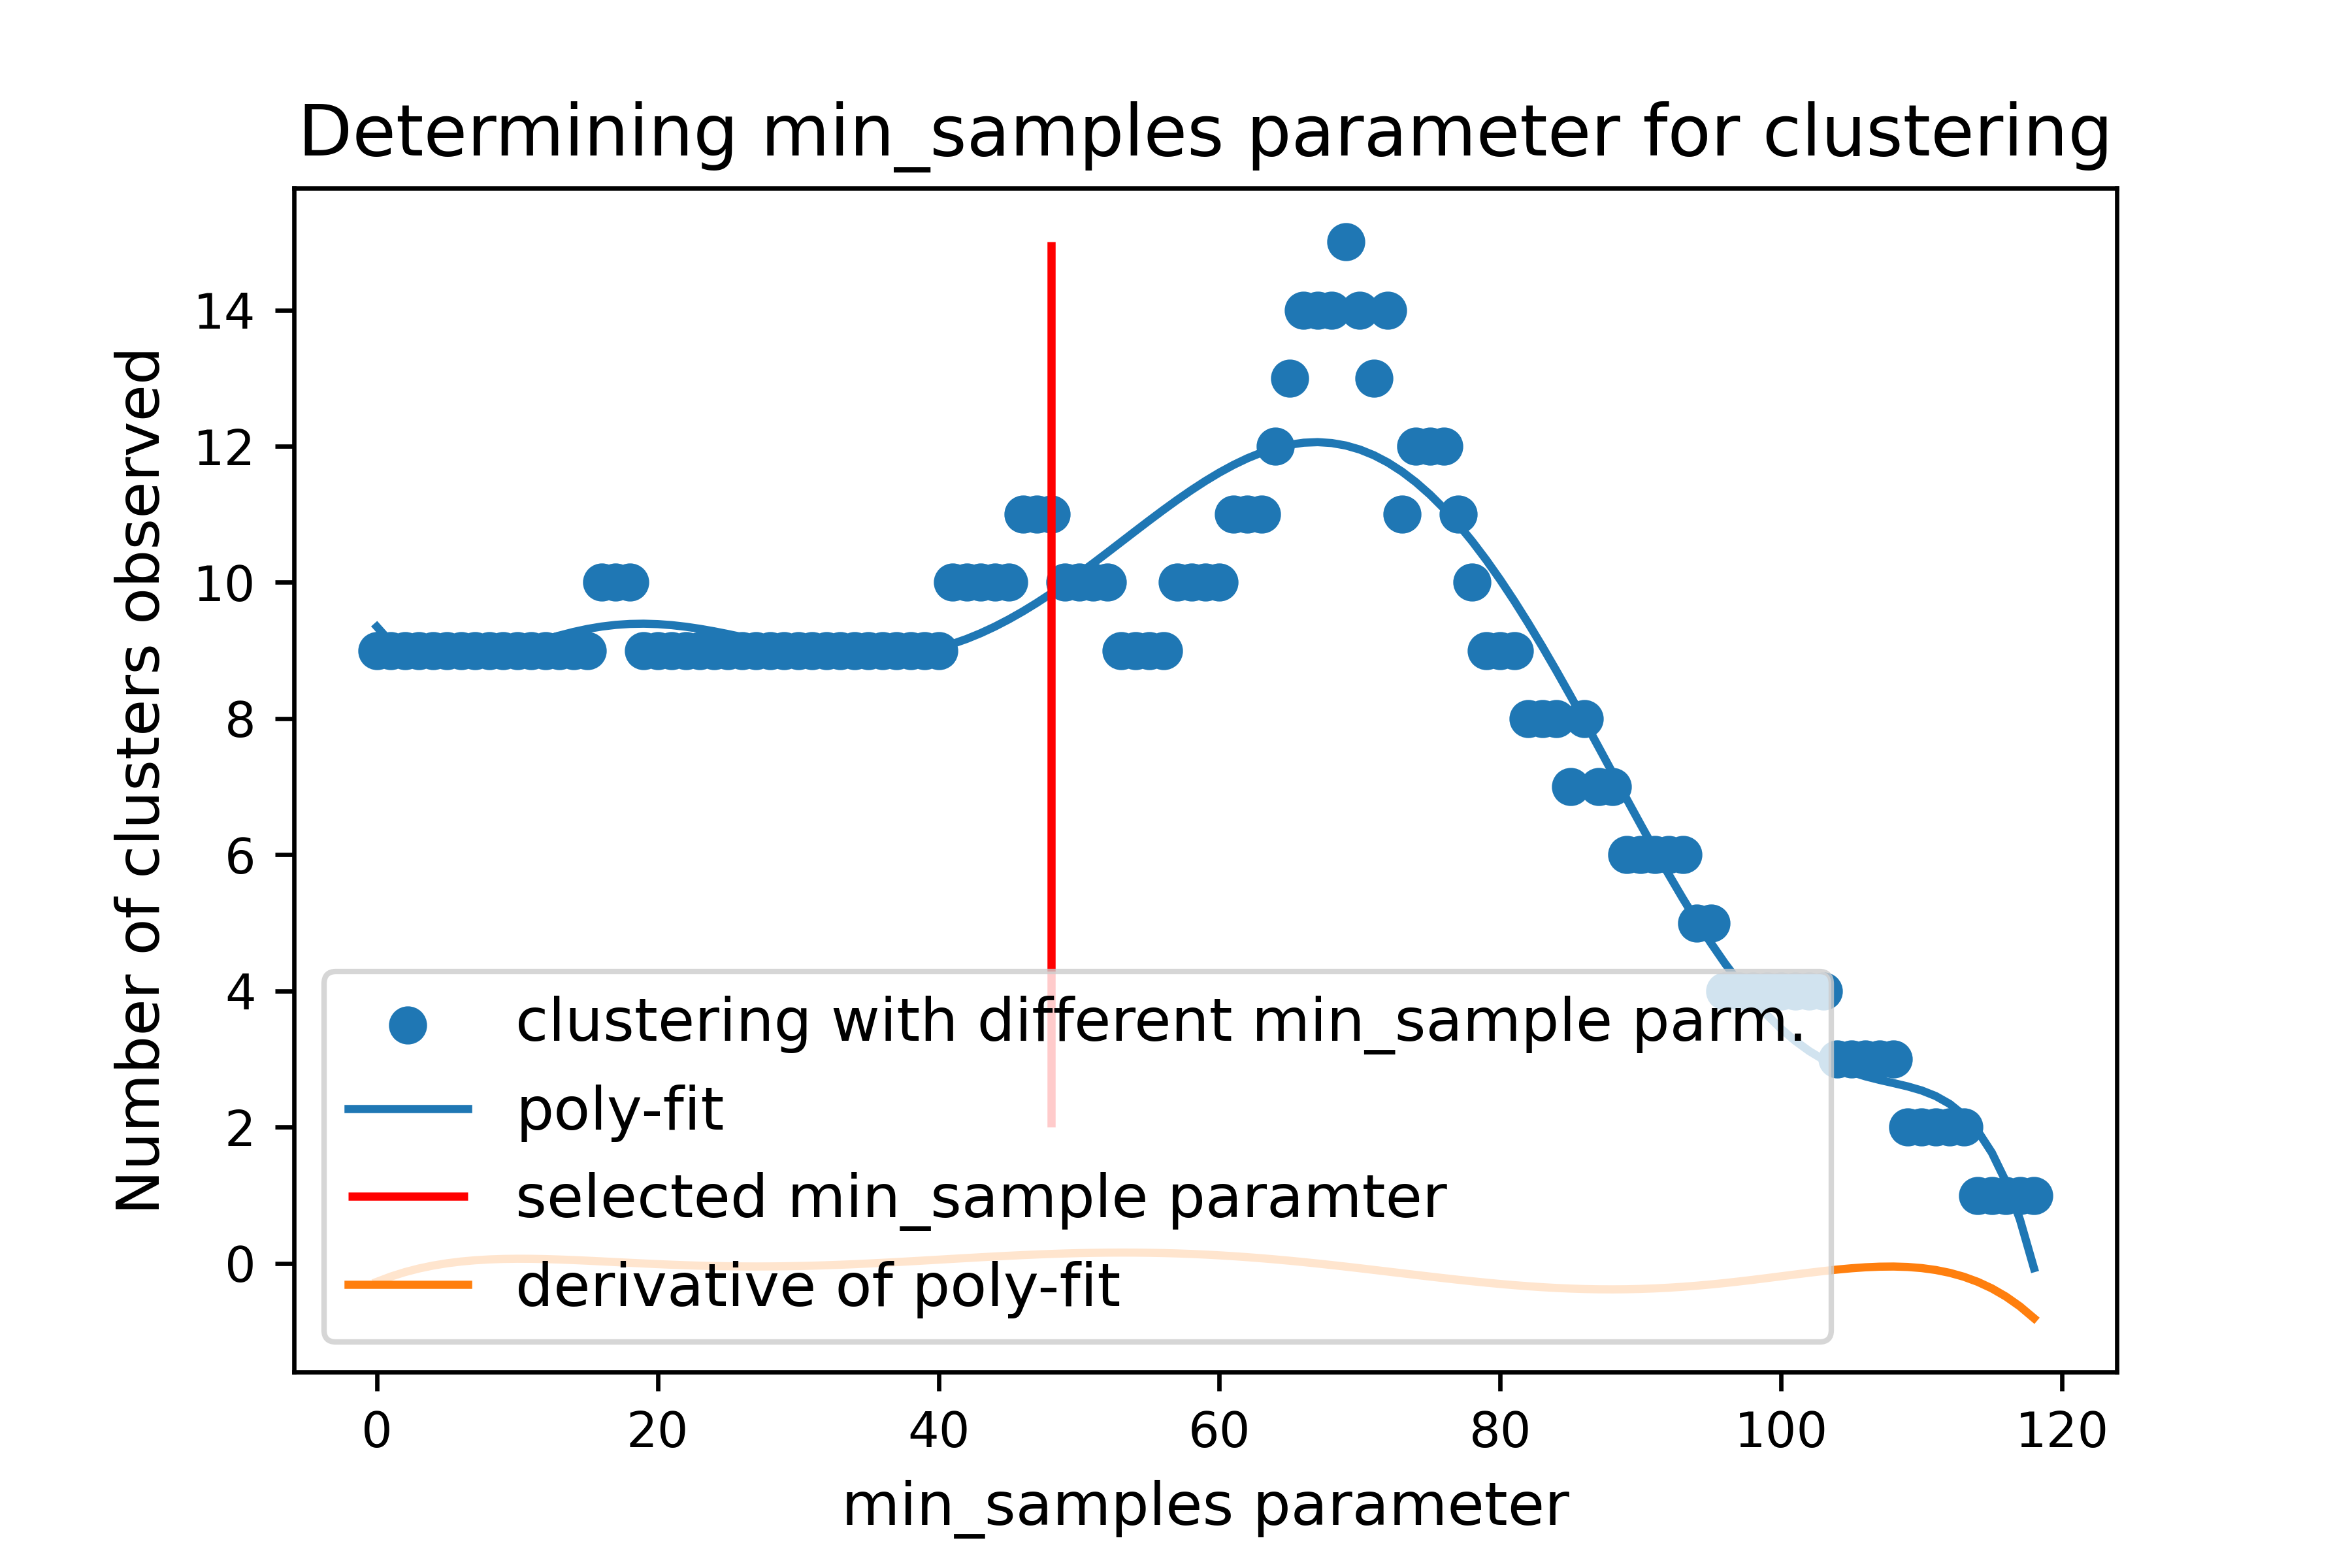 Determining min_samples parameter for clustering
Number of clusters observed
14
12
10
8
6
4
2
0
clustering with different min_sample parm.
poly-fit
selected min_sample paramter
derivative of poly-fit
0 20 40 60 80 100 120
min_samples parameter